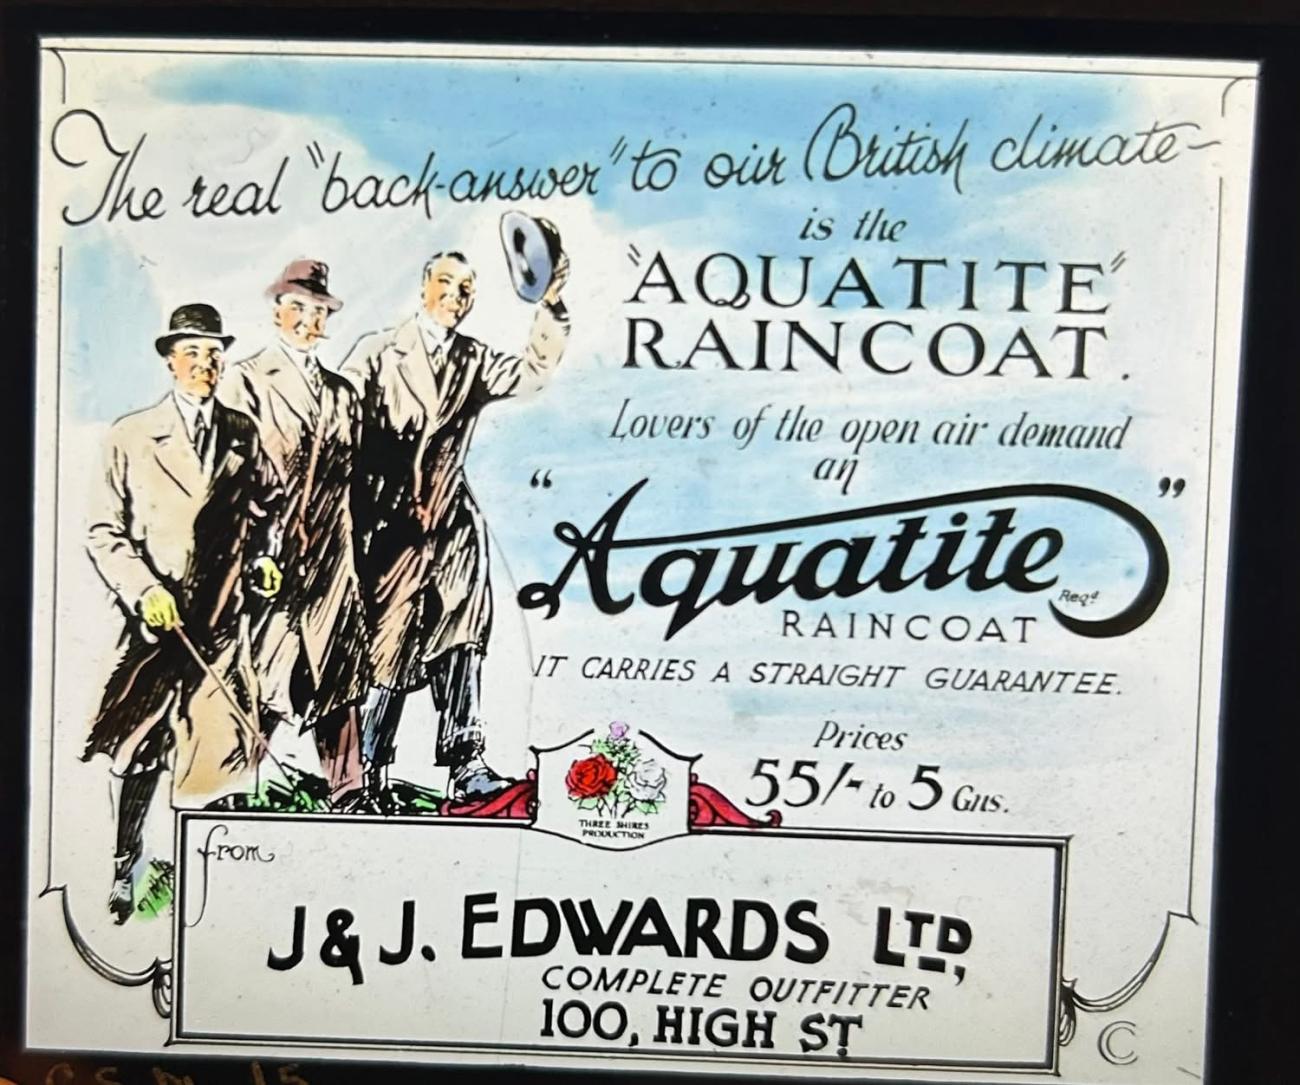 The real "back-answer" to our British climate-
is the
"AQUATITE"
RAINCOAT.
Lovers of the open air demand
an
"Aquatite"
Regd
RAINCOAT
IT CARRIES A STRAIGHT GUARANTEE.
Prices
55/- to 5 Gns.
THREE SHIRES
PRODUCTION
from
J & J. EDWARDS LTD,
COMPLETE OUTFITTER
100, HIGH ST
©